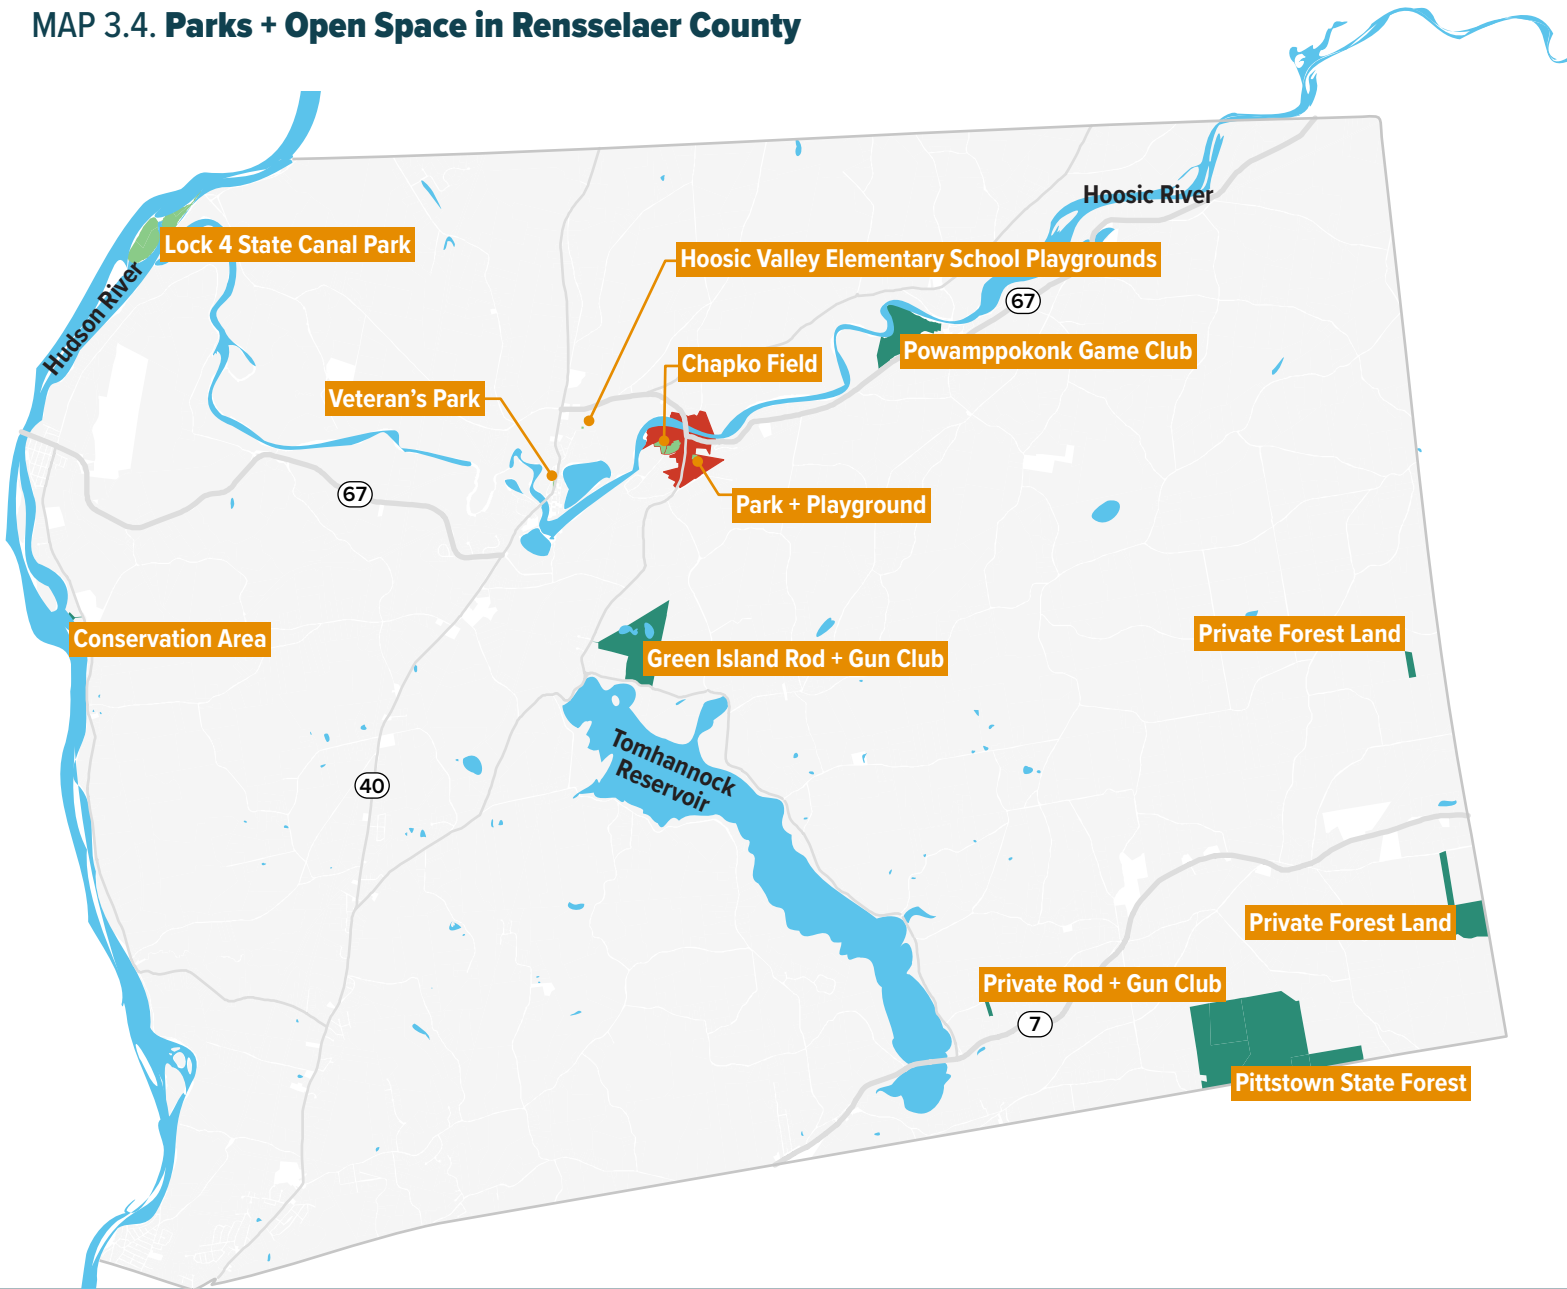 MAP 3.4. Parks + Open Space in Rensselaer County
Hoosic River
Lock 4 State Canal Park
Hoosic Valley Elementary School Playgrounds
67
Hudson River
Powamppokonk Game Club
Chapko Field
Veteran's Park
67
Park + Playground
Private Forest Land
Conservation Area
Green Island Rod + Gun Club
Tomhannock
Reservoir
40
Private Forest Land
Private Rod + Gun Club
7
Pittstown State Forest